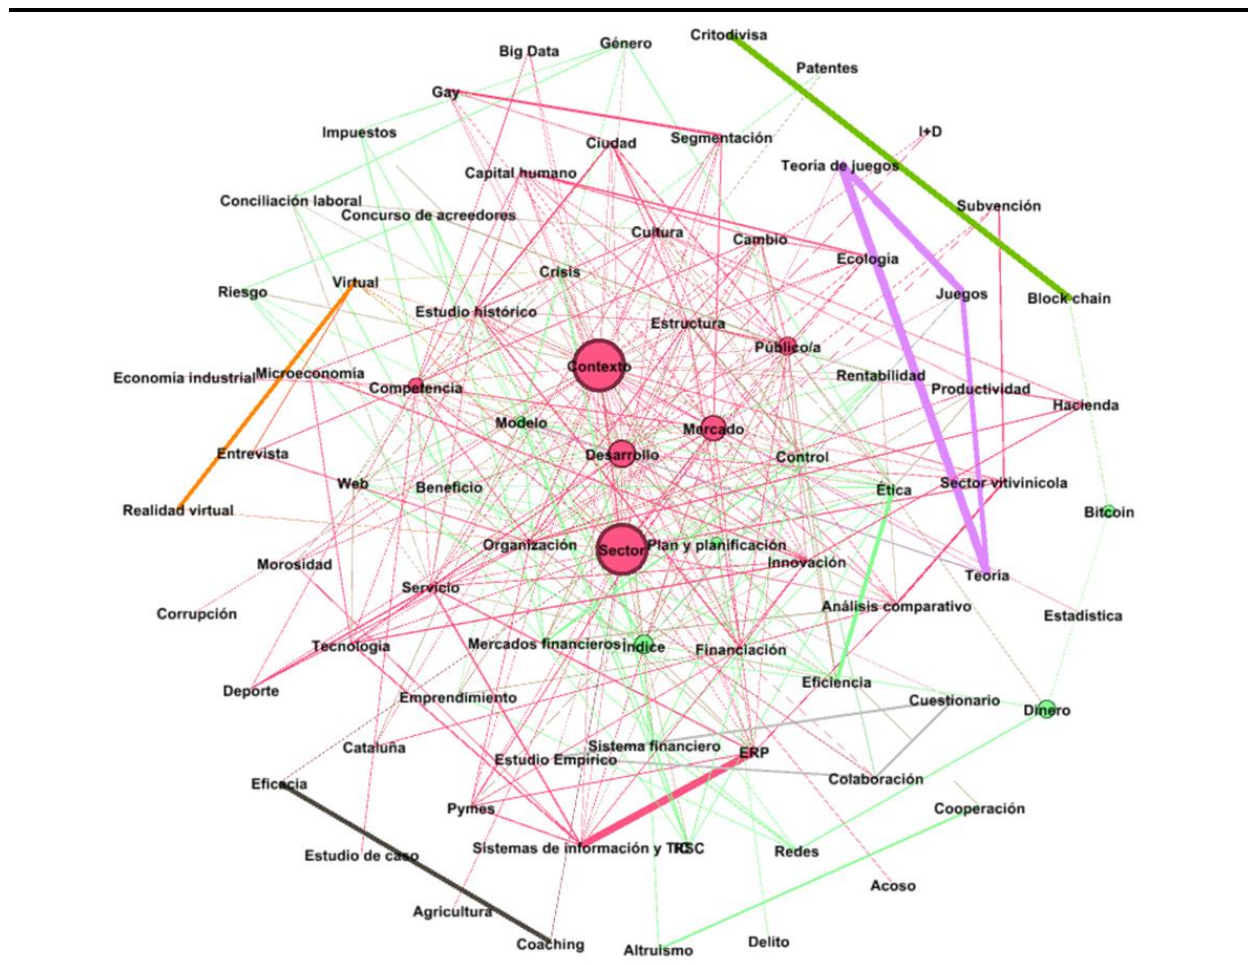 Critodivisa
Género
Big Data
Patentes
Gay
Impuestos
I+D
Segmentación
Ciudad
Teoría de juegos
Capital humano
Conciliación laboral
Subvención
Concurso de acreedores
Cultura
Cambio
Ecología
Crisis
Virtual
Riesgo
Juegos
Block chain
Estudio histórico
Estructura
Público/a
Contexto
Microeconomía
Rentabilidad
Economía industrial
Competencia
Productividad
Hacienda
Modelo
Mercado
Entrevista
Desarrollo
Control
Web
Beneficio
Ética
Sector vitivinícola
Realidad virtual
Bitcoin
Organización
Sector
Plan y planificación
Innovación
Morosidad
Teoría
Servicio
Corrupción
Análisis comparativo
Estadística
Tecnología
Mercados financieros
Índice
Financiación
Deporte
Eficiencia
Emprendimiento
Cuestionario
Dinero
Cataluña
Sistema financiero
ERP
Estudio Empírico
Eficacia
Colaboración
Pymes
Cooperación
Sistemas de información y TIC
RSC
Redes
Estudio de caso
Acoso
Agricultura
Coaching
Altruismo
Delito